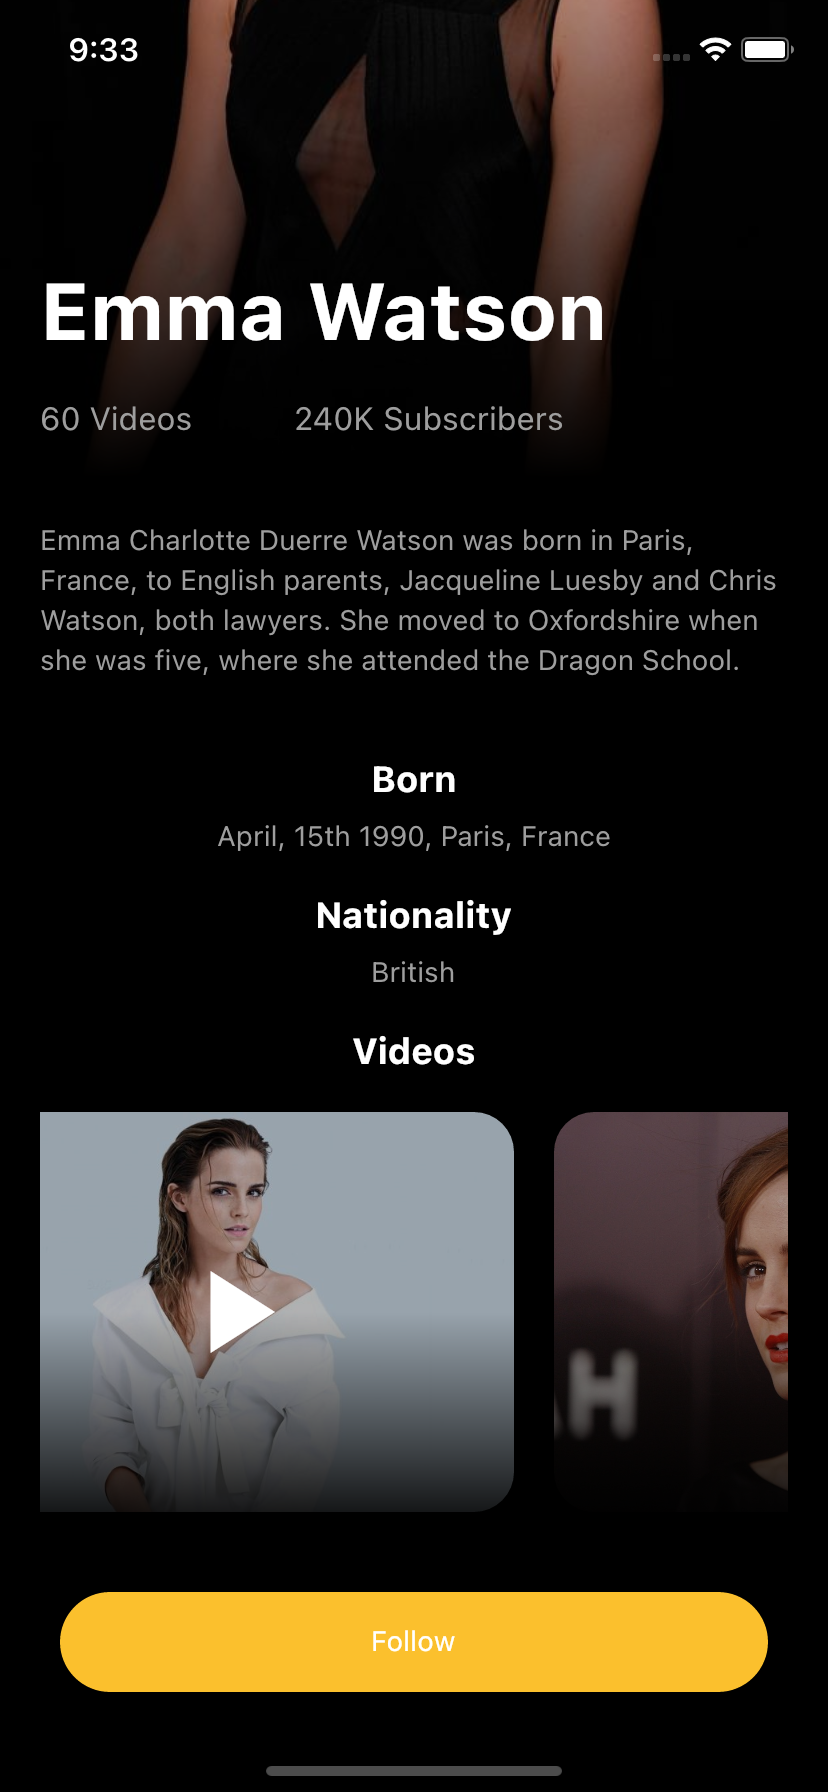 9:33
Emma Watson
60 Videos 240K Subscribers
Emma Charlotte Duerre Watson was born in Paris,
France, to English parents, Jacqueline Luesby and Chris
Watson, both lawyers. She moved to Oxfordshire when
she was five, where she attended the Dragon School.
Born
April, 15th 1990, Paris, France
Nationality
British
Videos
H
Follow